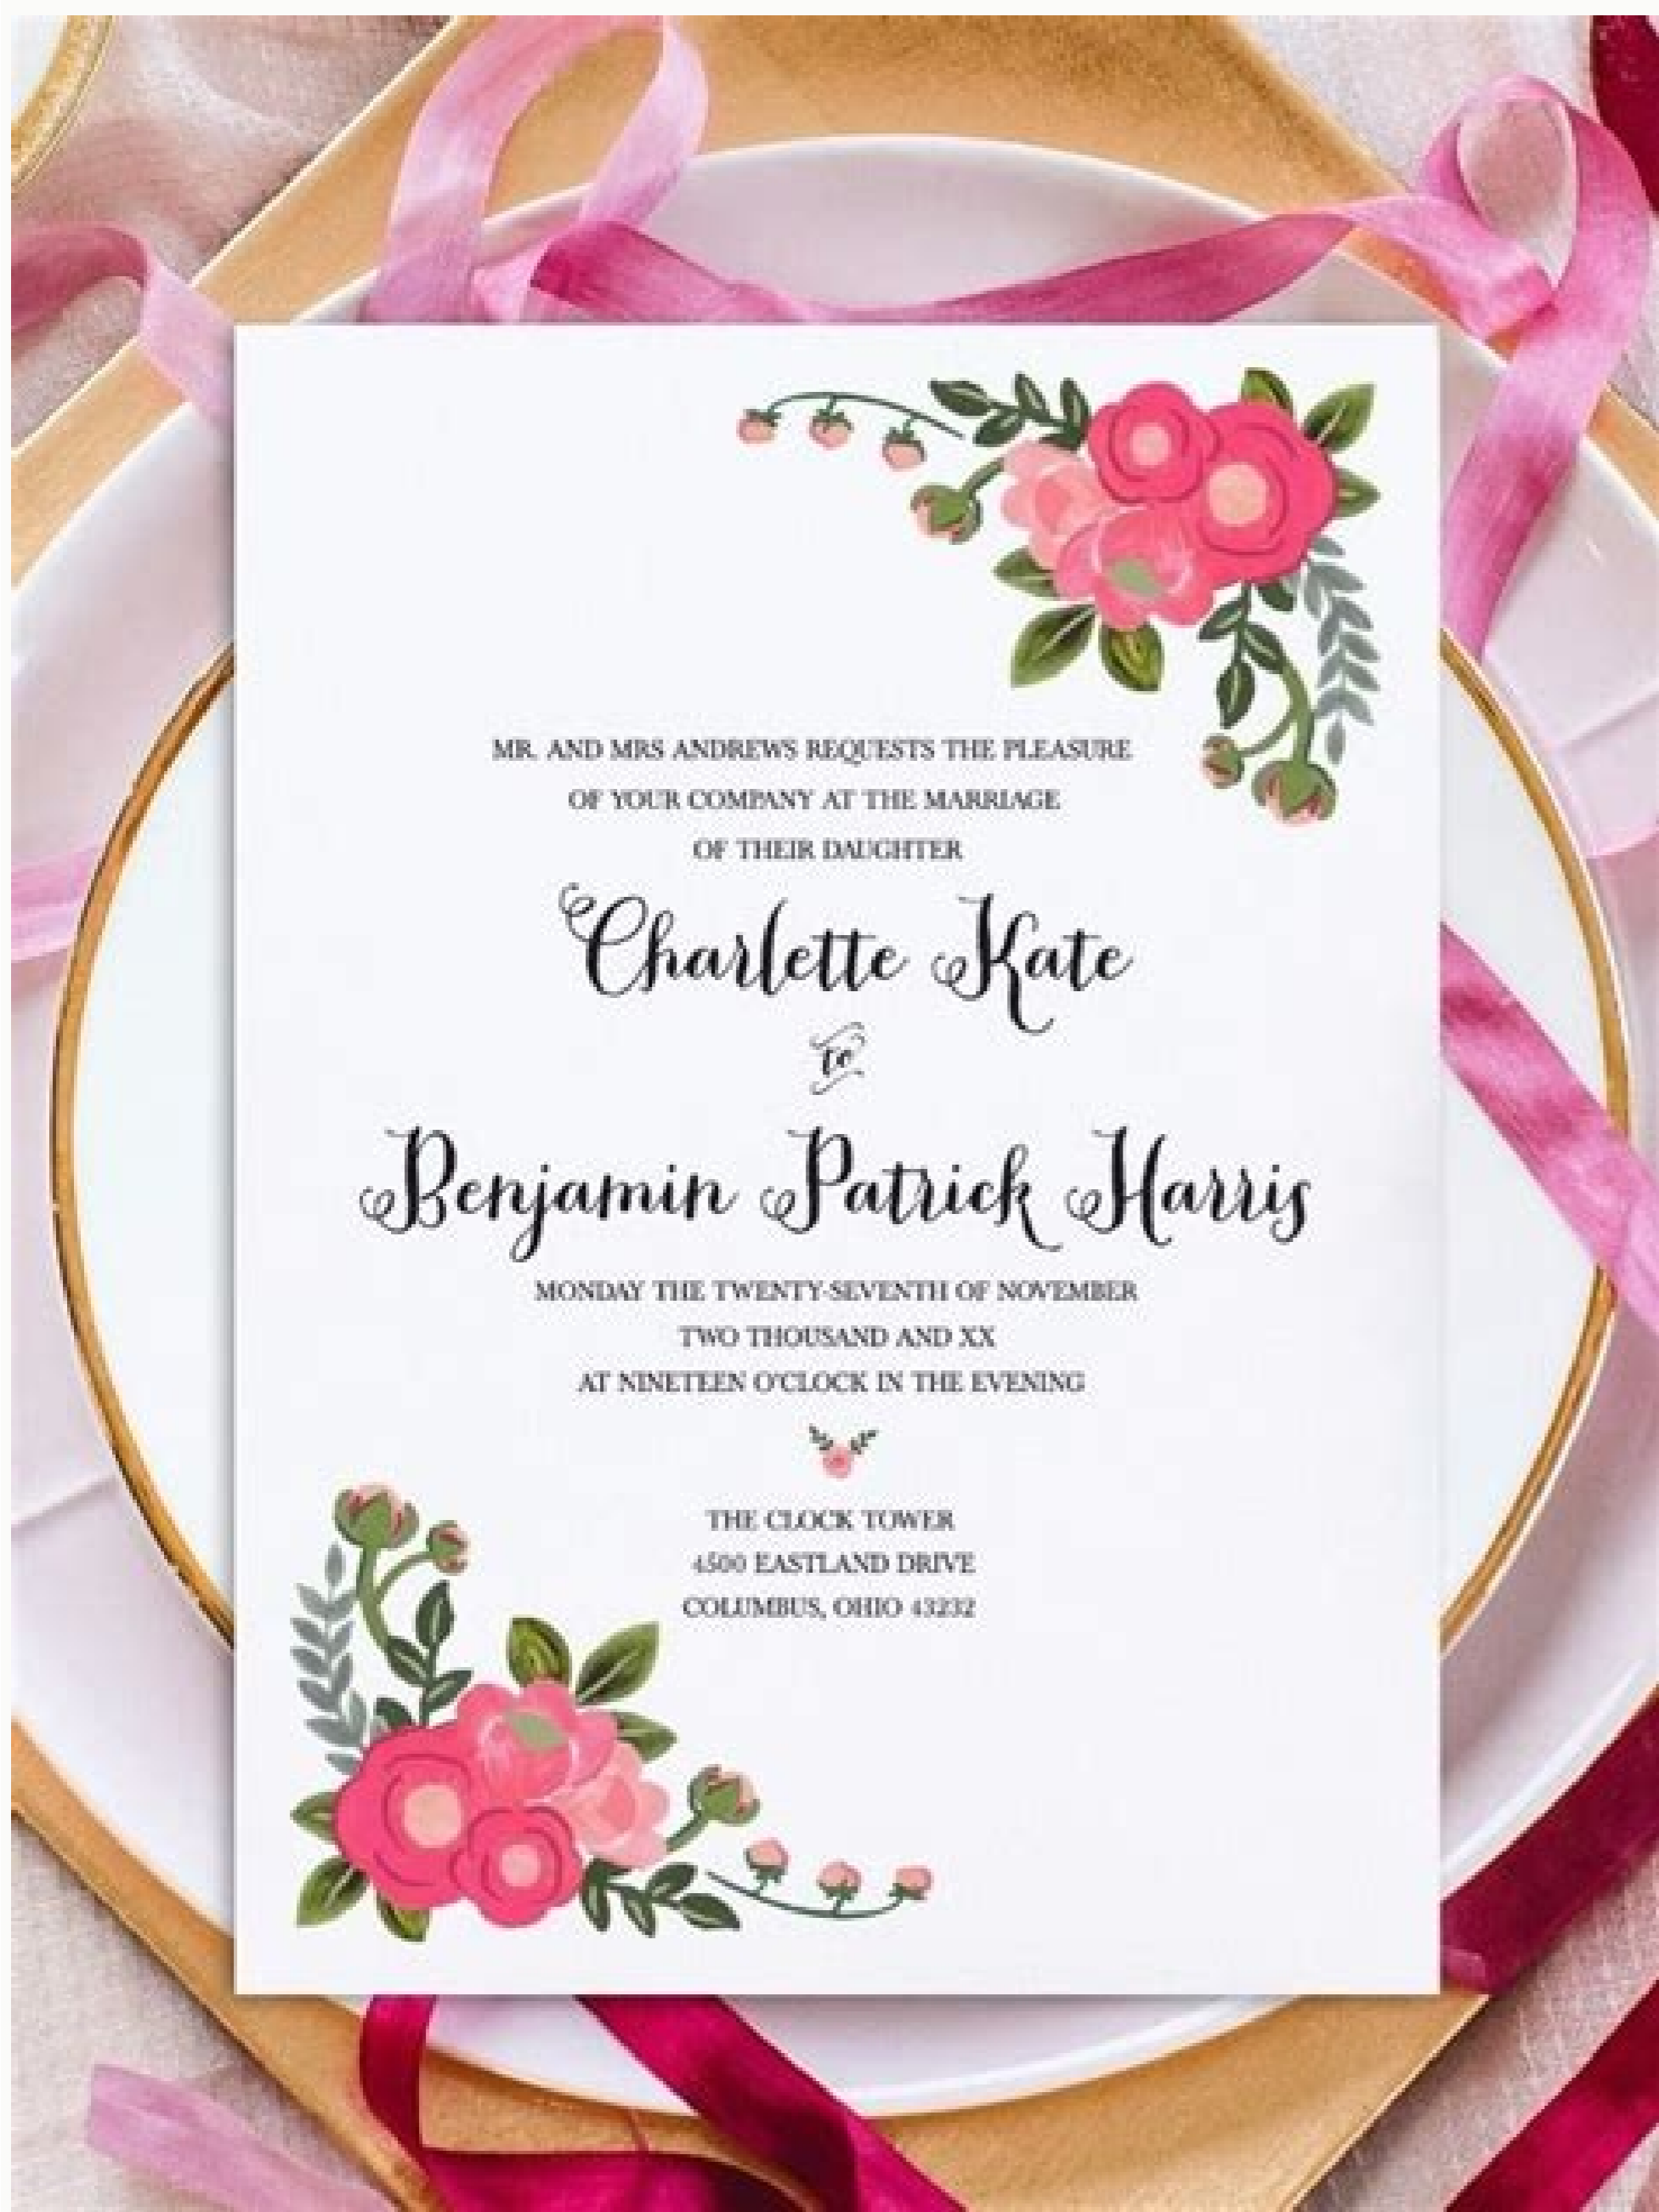 MR. AND MRS ANDREWS REQUESTS THE PLEASURE
OF YOUR COMPANY AT THE MARRIAGE
OF THEIR DAUGHTER
Charlette Kate
to
Benjamin Patrick Harris
MONDAY THE TWENTY-SEVENTH OF NOVEMBER
TWO THOUSAND AND XX
AT NINETEEN O'CLOCK IN THE EVENING
THE CLOCK TOWER
4500 EASTLAND DRIVE
COLUMBUS, OHIO 43232